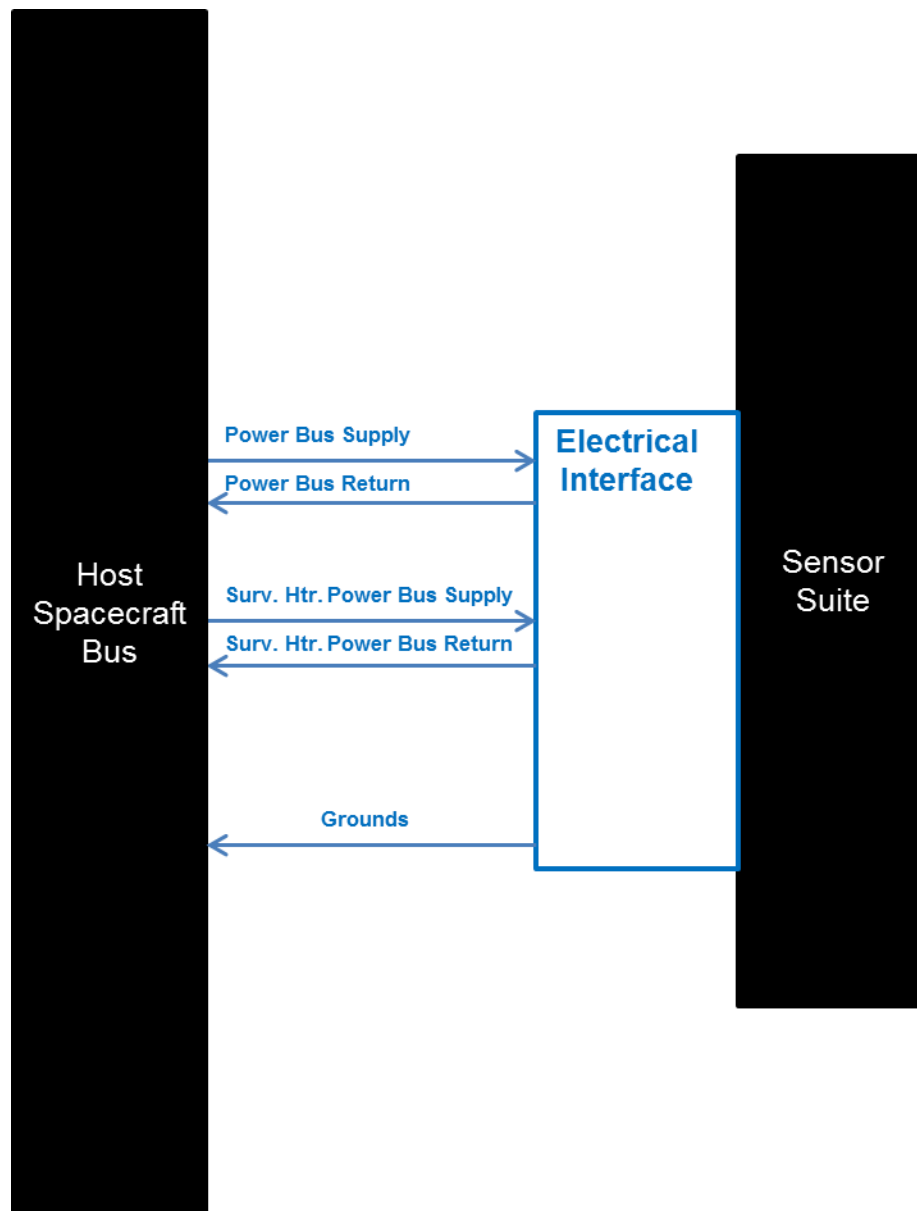 Power Bus Supply
Power Bus Return
Electrical
Interface
Host
Spacecraft
Bus
Surv. Htr. Power Bus Supply
Surv. Htr. Power Bus Return
Sensor
Suite
Grounds